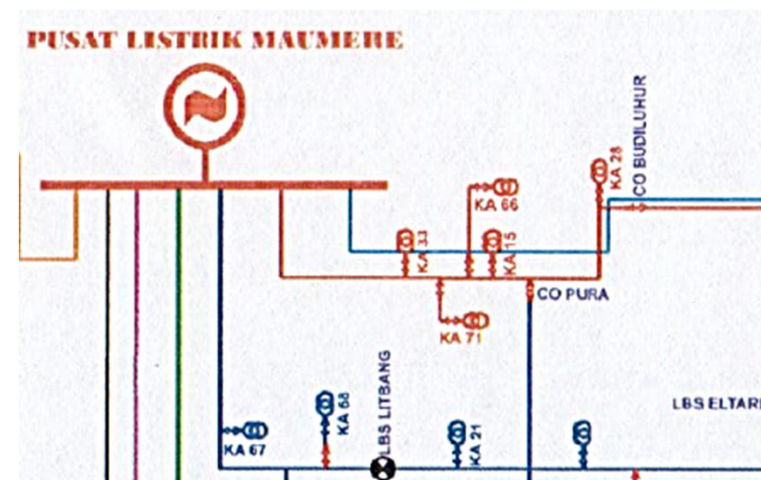 PUSAT LISTRIK MAUMERE
CO BUDILUHUR
KA 28
KA 66
KA 33
KA 15
CO PURA
KA 71
LBS LITBANG
KA 68
LBS ELTARI
KA 21
KA 67